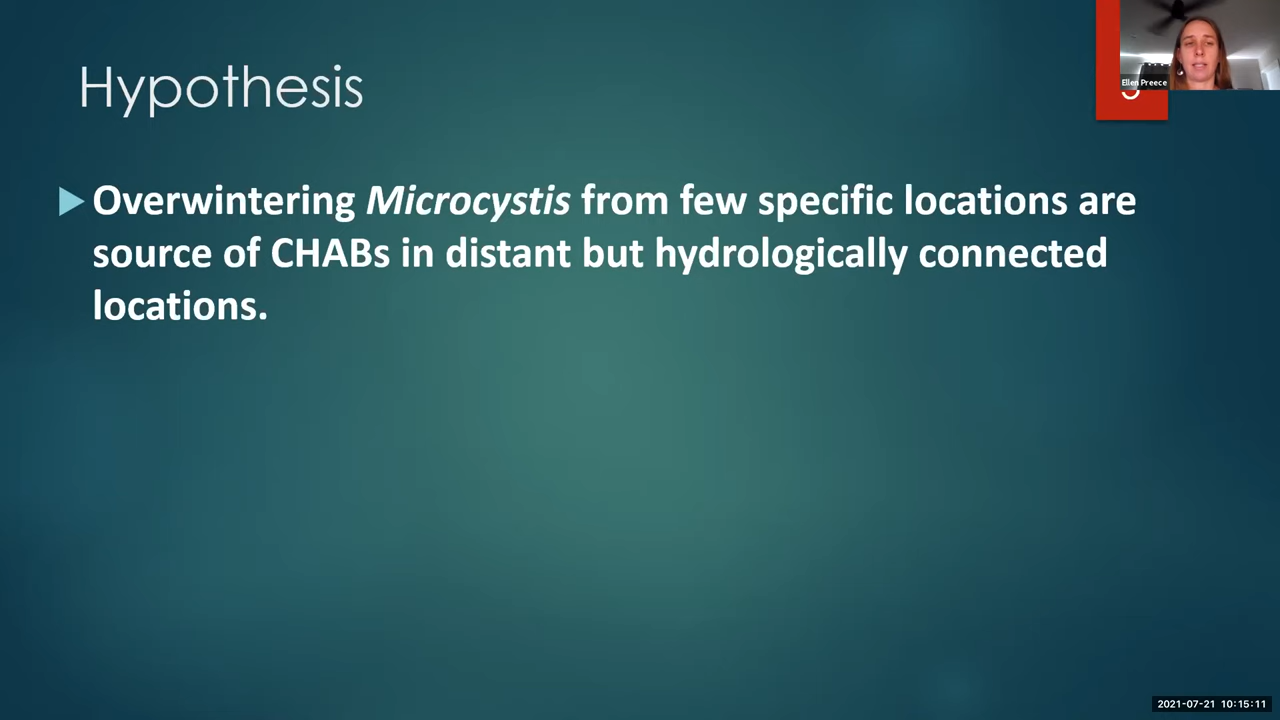 Hypothesis
Overwintering Microcystis from few specific locations are
source of CHABs in distant but hydrologically connected
locations.
Ellen Preece
2021-07-21 10:15:11